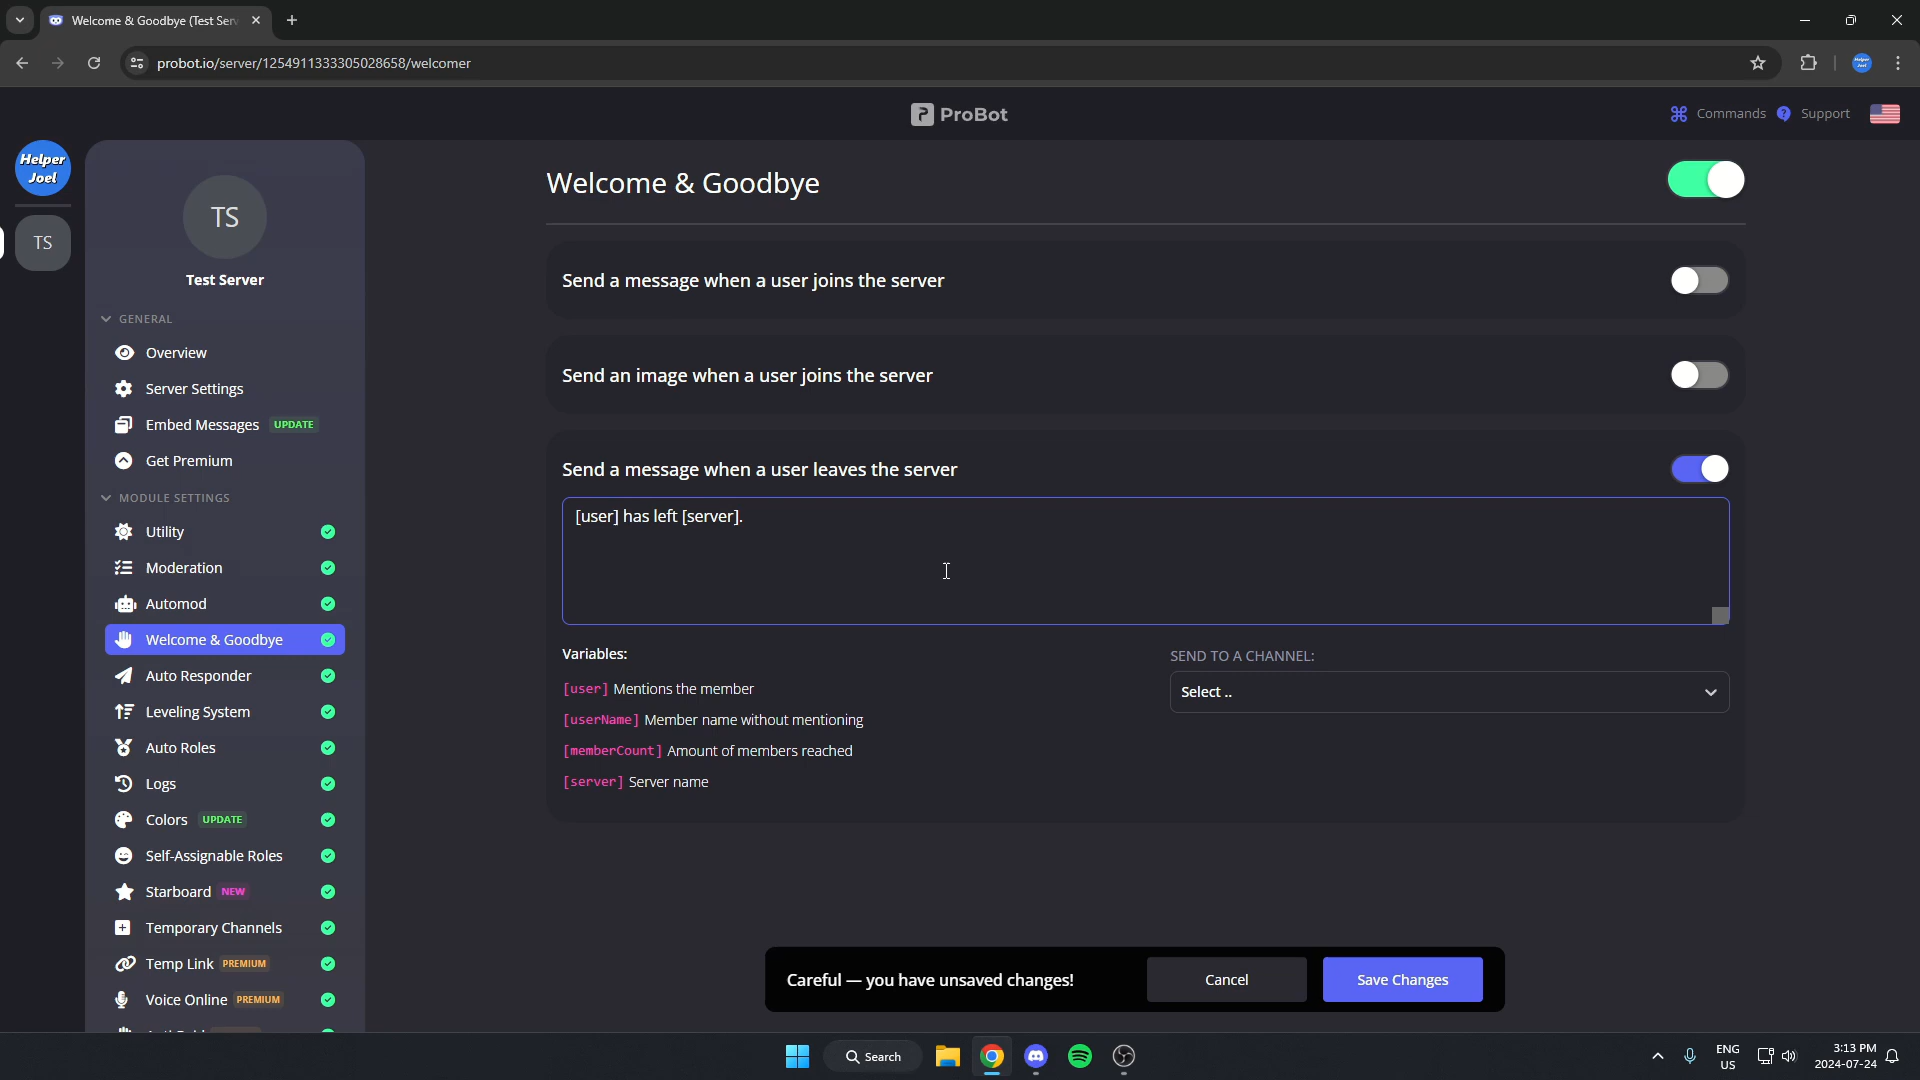 Welcome & Goodbye (Test Serv
probot.io/server/1254911333305028658/welcomer
ProBot
Commands
Support
Helper Joel
TS
TS
Test Server
GENERAL
Overview
Server Settings
Embed Messages UPDATE
Get Premium
MODULE SETTINGS
Utility
Moderation
Automod
Welcome & Goodbye
Auto Responder
Leveling System
Auto Roles
Logs
Colors UPDATE
Self-Assignable Roles
Starboard NEW
Temporary Channels
Temp Link PREMIUM
Voice Online PREMIUM
Welcome & Goodbye
Send a message when a user joins the server
Send an image when a user joins the server
Send a message when a user leaves the server
[user] has left [server].
Variables:
[user] Mentions the member
[userName] Member name without mentioning
[memberCount] Amount of members reached
[server] Server name
SEND TO A CHANNEL:
Select ..
Careful — you have unsaved changes!
Cancel
Save Changes
Search
ENG
US
3:13 PM
2024-07-24